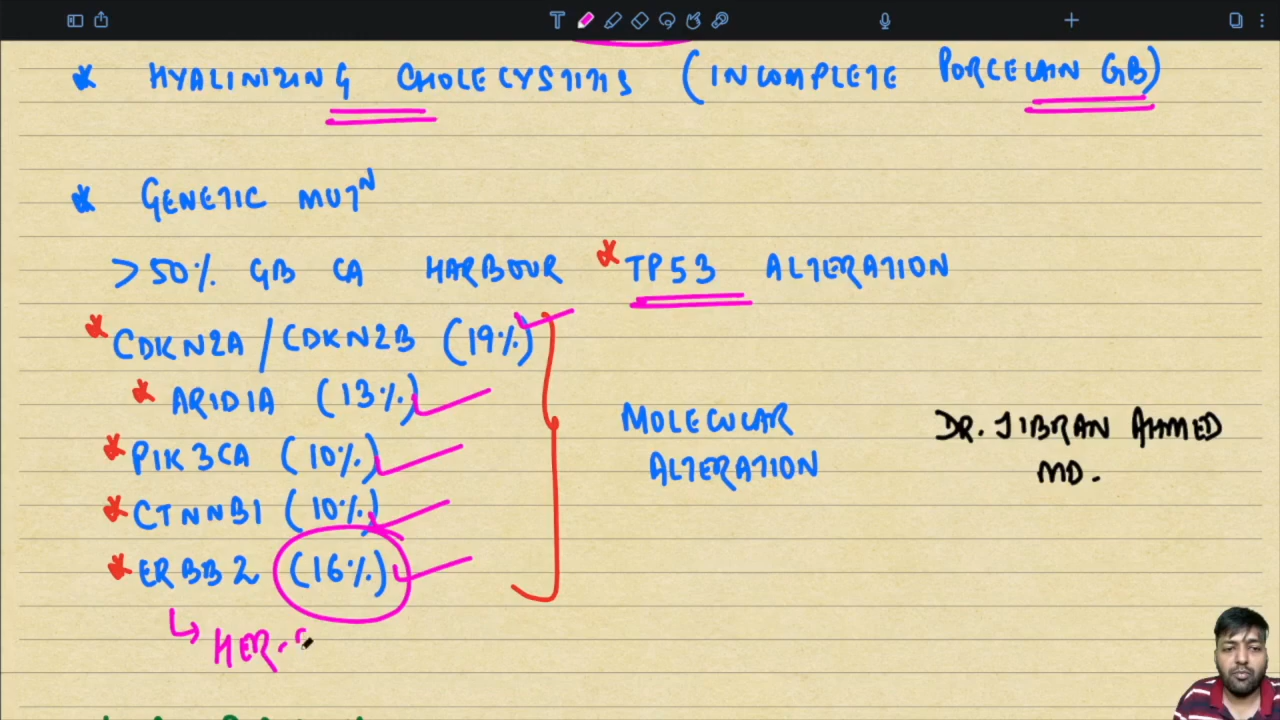 * HYALINIZING CHOLECYSTITIS (INCOMPLETE PORCELAIN GB)
* GENETIC MUTN
>50% GB CA HARBOUR * TP53 ALTERATION
* CDKN2A / CDKN2B (19%)
* ARID1A (13%)
* PIK3CA (10%)
* CTNNB1 (10%)
* ERBB2 (16%)
↳ HER-
MOLECULAR
ALTERATION
DR. JIBRAN AHMED
MD.